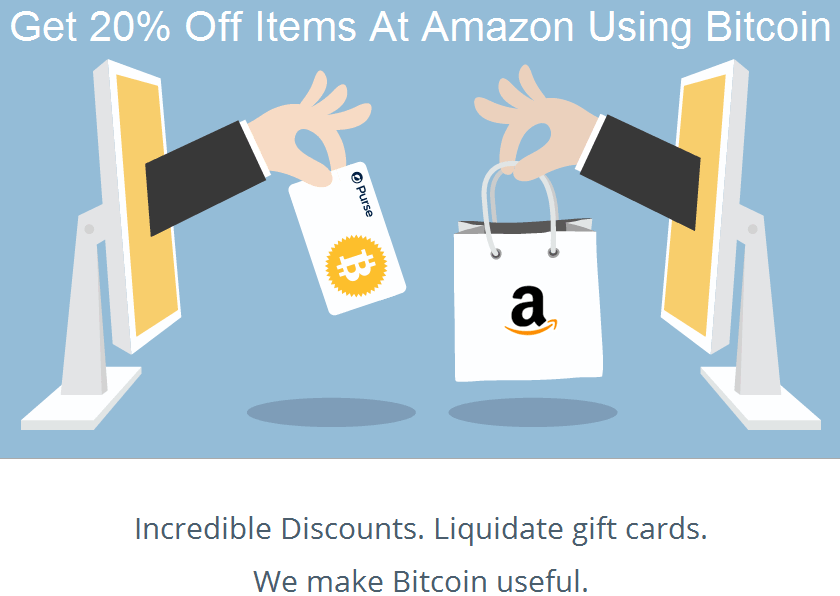 Get 20% Off Items At Amazon Using Bitcoin
Purse
a
Incredible Discounts. Liquidate gift cards.
We make Bitcoin useful.